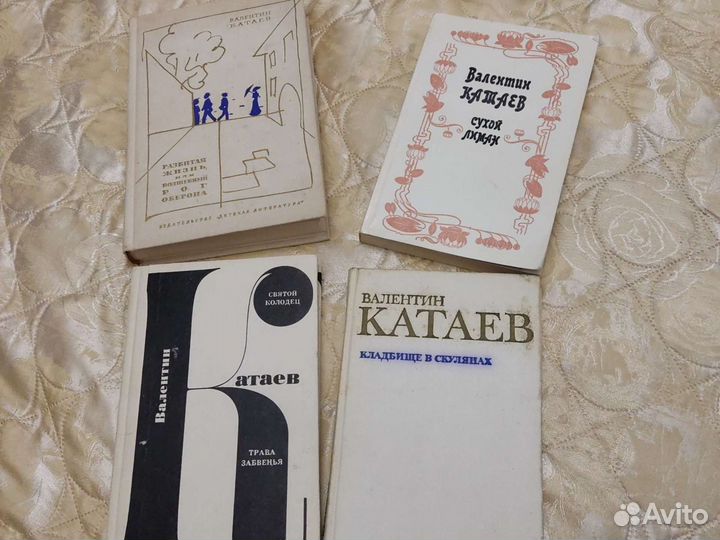 ВАЛЕНТИН
КАТАЕВ
РАЗБИТАЯ
ЖИЗНЬ,
ИЛИ
ВОЛШЕБНЫЙ
РОГ
ОБЕРОНА
ИЗДАТЕЛЬСТВО "ДЕТСКАЯ ЛИТЕРАТУРА"
Валентин
КАТАЕВ
СУХОЙ
ЛИМАН
СВЯТОЙ
КОЛОДЕЦ
Валентин
Катаев
ТРАВА
ЗАБВЕНЬЯ
ВАЛЕНТИН
КАТАЕВ
КЛАДБИЩЕ В СКУЛЯНАХ
Avito